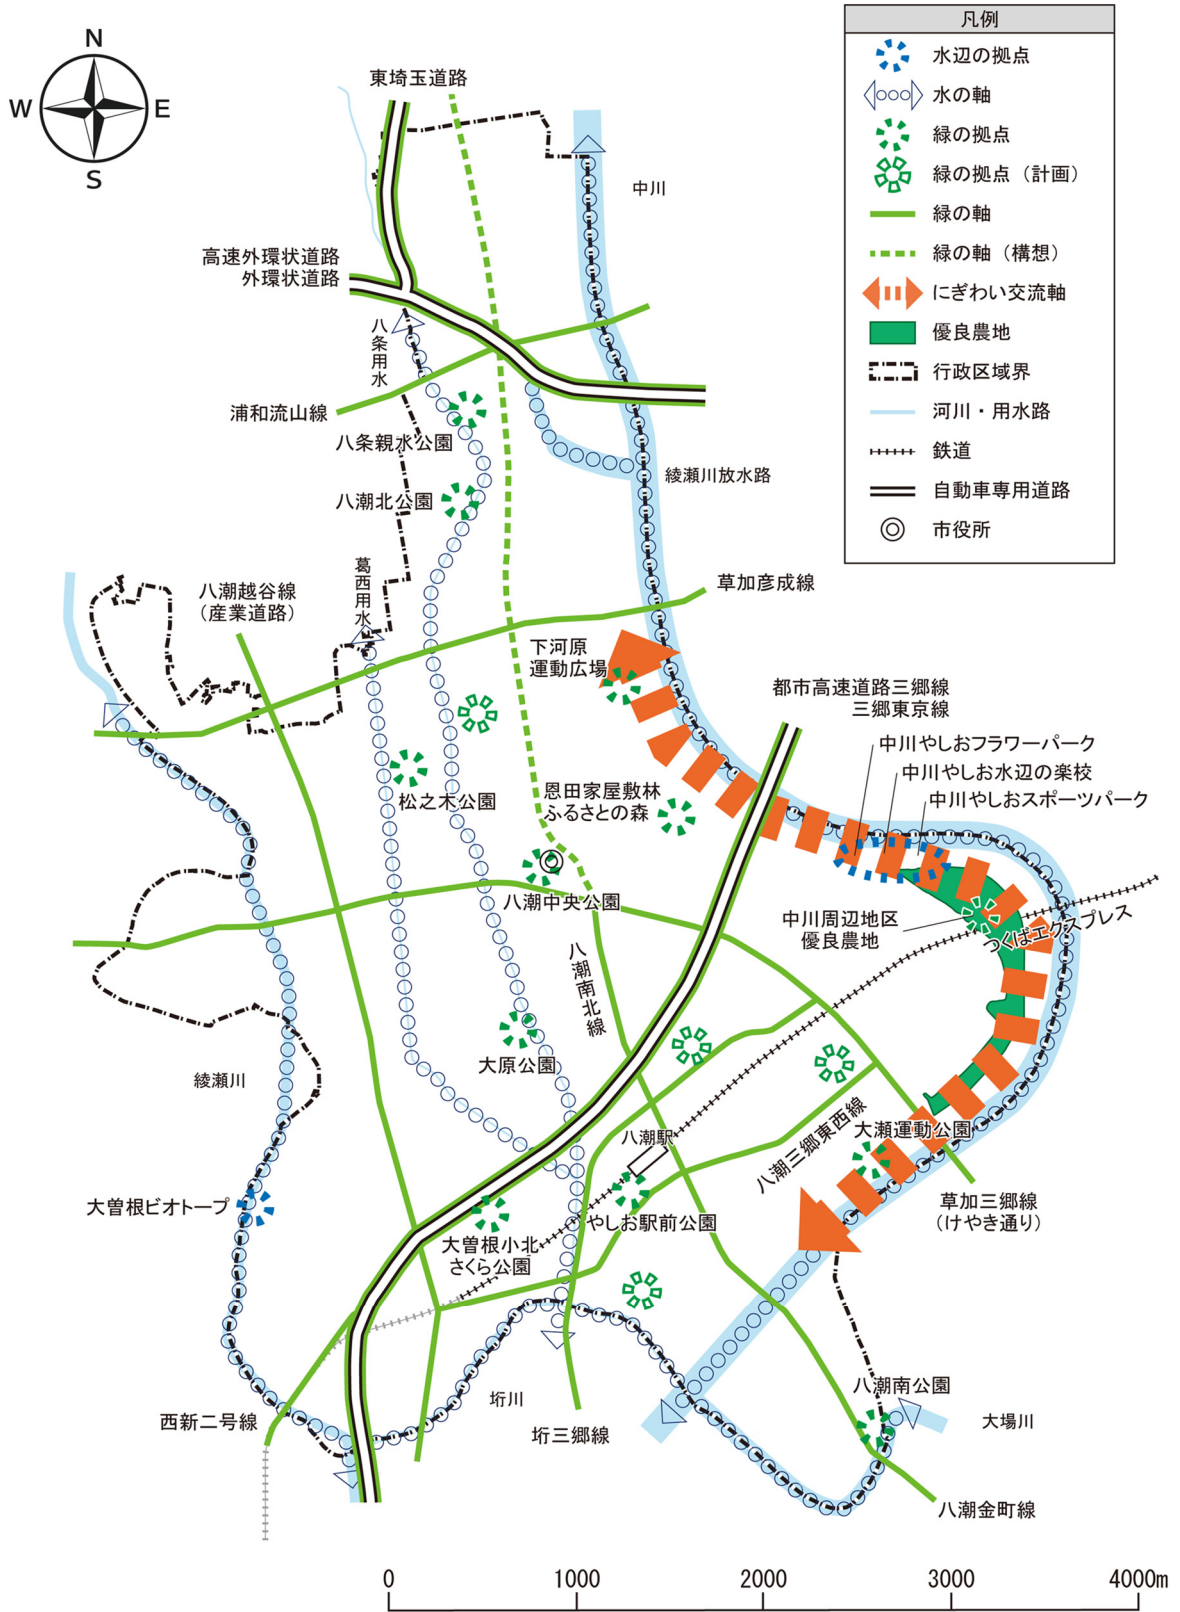 N
W
E
S
凡例
水辺の拠点
水の軸
緑の拠点
緑の拠点（計画）
緑の軸
緑の軸（構想）
にぎわい交流軸
優良農地
行政区域界
河川・用水路
鉄道
自動車専用道路
市役所
東埼玉道路
中川
高速外環状道路
外環状道路
八条用水
浦和流山線
八条親水公園
綾瀬川放水路
八潮北公園
葛西用水
八潮越谷線
（産業道路）
草加彦成線
下河原
運動広場
都市高速道路三郷線
三郷東京線
中川やしおフラワーパーク
中川やしお水辺の楽校
中川やしおスポーツパーク
松之木公園
恩田家屋敷林
ふるさとの森
八潮中央公園
中川周辺地区
優良農地
つくばエクスプレス
八潮南北線
大原公園
綾瀬川
八潮駅
八潮三郷東西線
大瀬運動公園
大曽根ビオトープ
やしお駅前公園
草加三郷線
（けやき通り）
大曽根小北
さくら公園
八潮南公園
西新二号線
垳川
垳三郷線
大場川
八潮金町線
0
1000
2000
3000
4000m